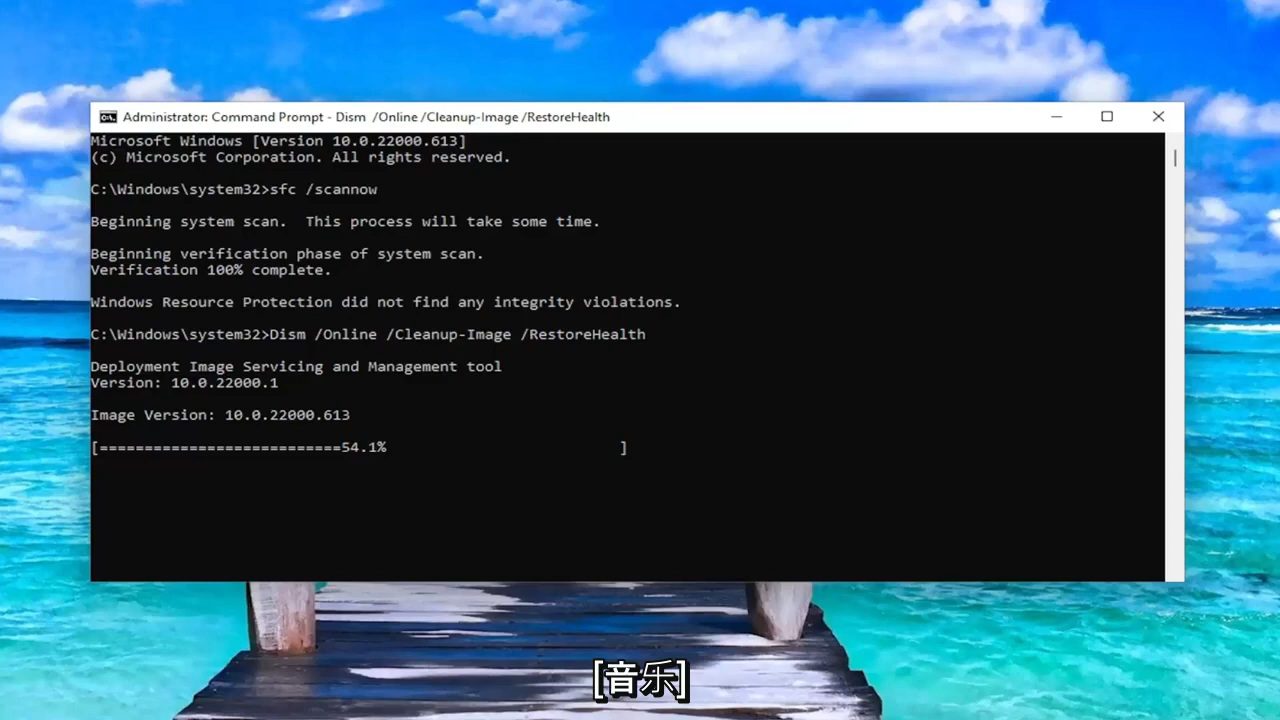 Administrator: Command Prompt - Dism  /Online /Cleanup-Image /RestoreHealth
Microsoft Windows [Version 10.0.22000.613]
(c) Microsoft Corporation. All rights reserved.
C:\Windows\system32>sfc /scannow
Beginning system scan.  This process will take some time.
Beginning verification phase of system scan.
Verification 100% complete.
Windows Resource Protection did not find any integrity violations.
C:\Windows\system32>Dism /Online /Cleanup-Image /RestoreHealth
Deployment Image Servicing and Management tool
Version: 10.0.22000.1
Image Version: 10.0.22000.613
[===========================54.1%                          ]
[音乐]